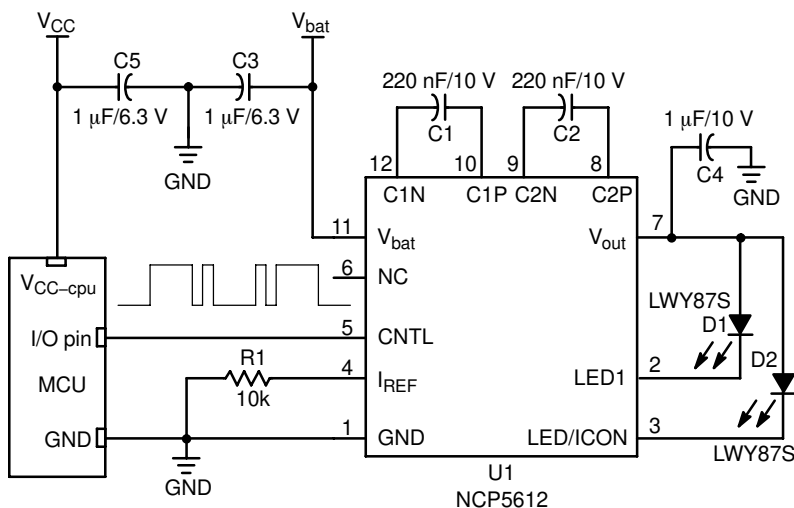 VCC
Vbat
C5
C3
1 μF/6.3 V
1 μF/6.3 V
GND
220 nF/10 V
220 nF/10 V
C1
C2
1 μF/10 V
C4
GND
12
10
9
8
C1N
C1P
C2N
C2P
11
Vbat
Vout
7
6
NC
VCC–cpu
I/O pin
5
CNTL
MCU
R1
10k
4
IREF
GND
1
GND
GND
LWY87S
D1
D2
LED1
2
LED/ICON
3
LWY87S
U1
NCP5612